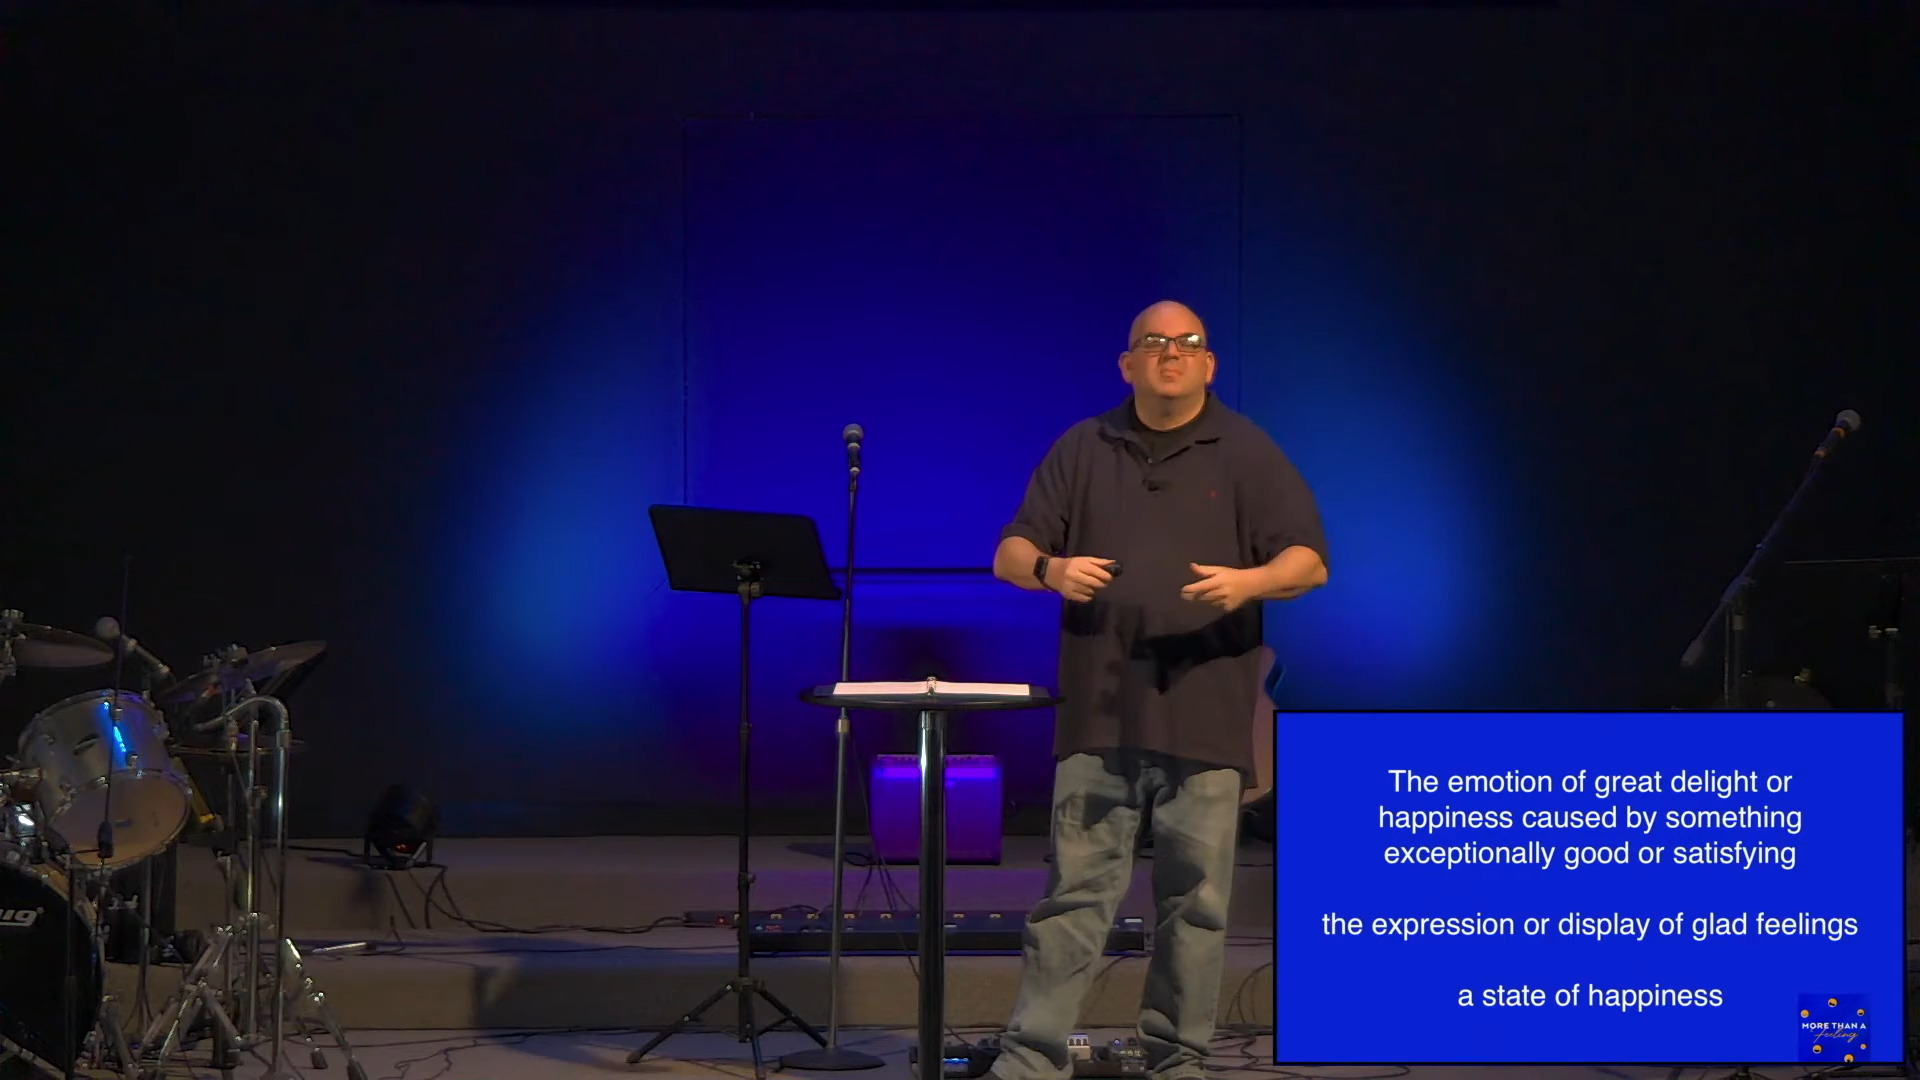 The emotion of great delight or
happiness caused by something
exceptionally good or satisfying
the expression or display of glad feelings
a state of happiness
MORE THAN A
feeling